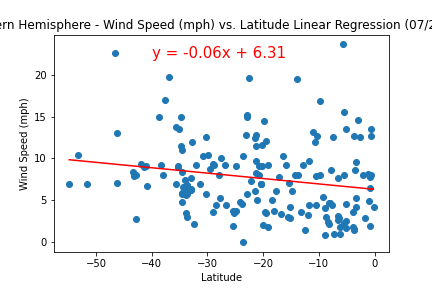 ern Hemisphere - Wind Speed (mph) vs. Latitude Linear Regression (07/2
y = -0.06x + 6.31
Wind Speed (mph)
20
15
10
5
0
−50 −40 −30 −20 −10 0
Latitude